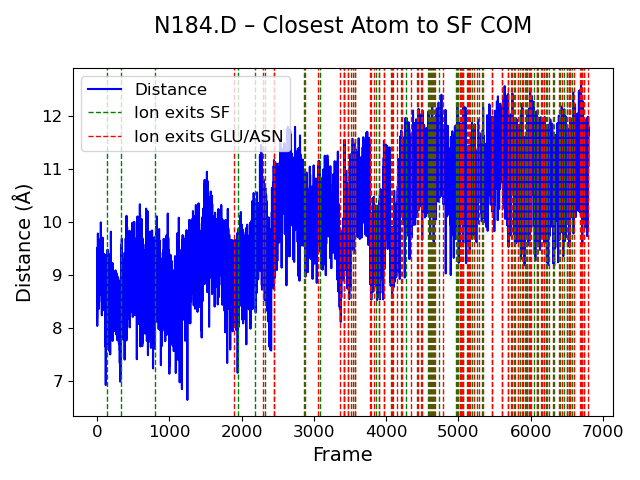 N184.D – Closest Atom to SF COM
Distance
Ion exits SF
Ion exits GLU/ASN
Distance (Å)
12
11
10
9
8
7
0
1000
2000
3000
4000
5000
6000
7000
Frame